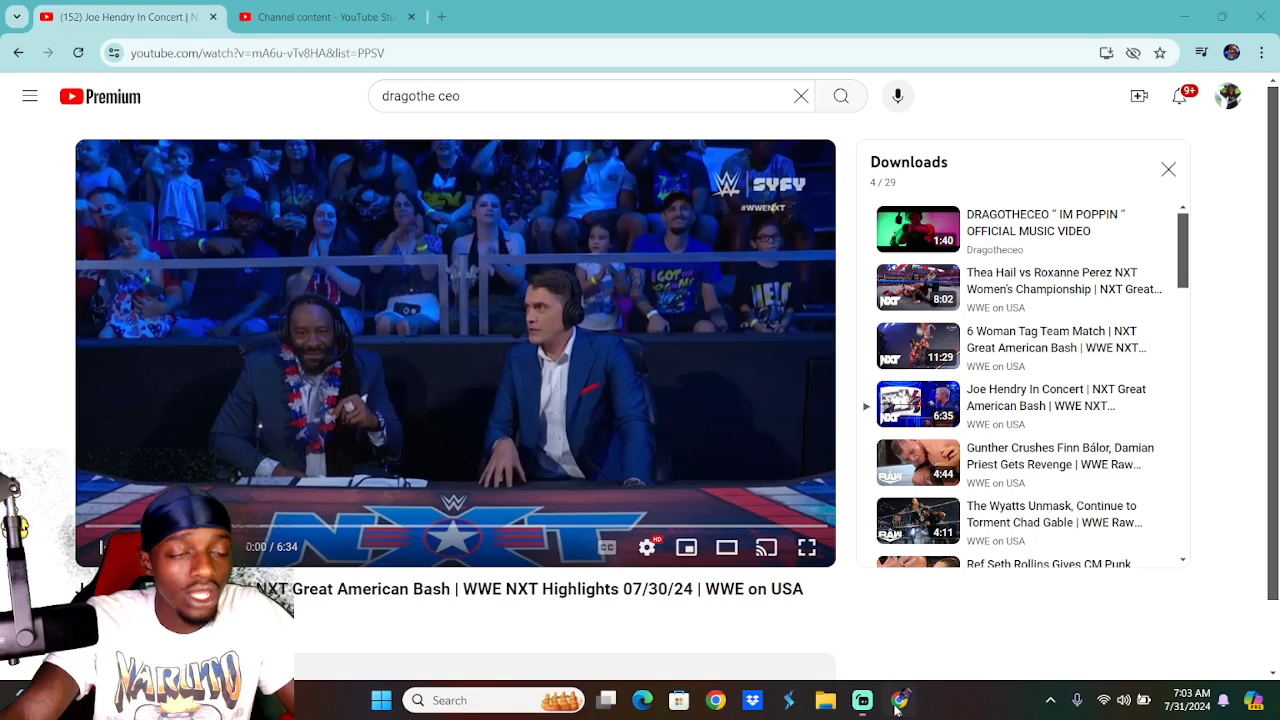 (152) Joe Hendry In Concert | N
Channel content - YouTube Stu
youtube.com/watch?v=mA6u-vTv8HA&list=PPSV
Premium
dragothe ceo
9+
SYFY
#WWENXT
Downloads
4 / 29
DRAGOTHECEO “ IM POPPIN “
OFFICIAL MUSIC VIDEO
Dragotheceo
1:40
Thea Hail vs Roxanne Perez NXT
Women’s Championship | NXT Great...
WWE on USA
NXT
8:02
6 Woman Tag Team Match | NXT
Great American Bash | WWE NXT...
WWE on USA
NXT
11:29
Joe Hendry In Concert | NXT Great
American Bash | WWE NXT...
WWE on USA
NXT
6:35
Gunther Crushes Finn Bálor, Damian
Priest Gets Revenge | WWE Raw...
WWE on USA
RAW
4:44
The Wyatts Unmask, Continue to
Torment Chad Gable | WWE Raw...
WWE on USA
RAW
4:11
Ref Seth Rollins Gives CM Punk
NXT
0:00 / 6:34
HD
NXT Great American Bash | WWE NXT Highlights 07/30/24 | WWE on USA
NARUTO
Search
7:03 AM
7/31/2024